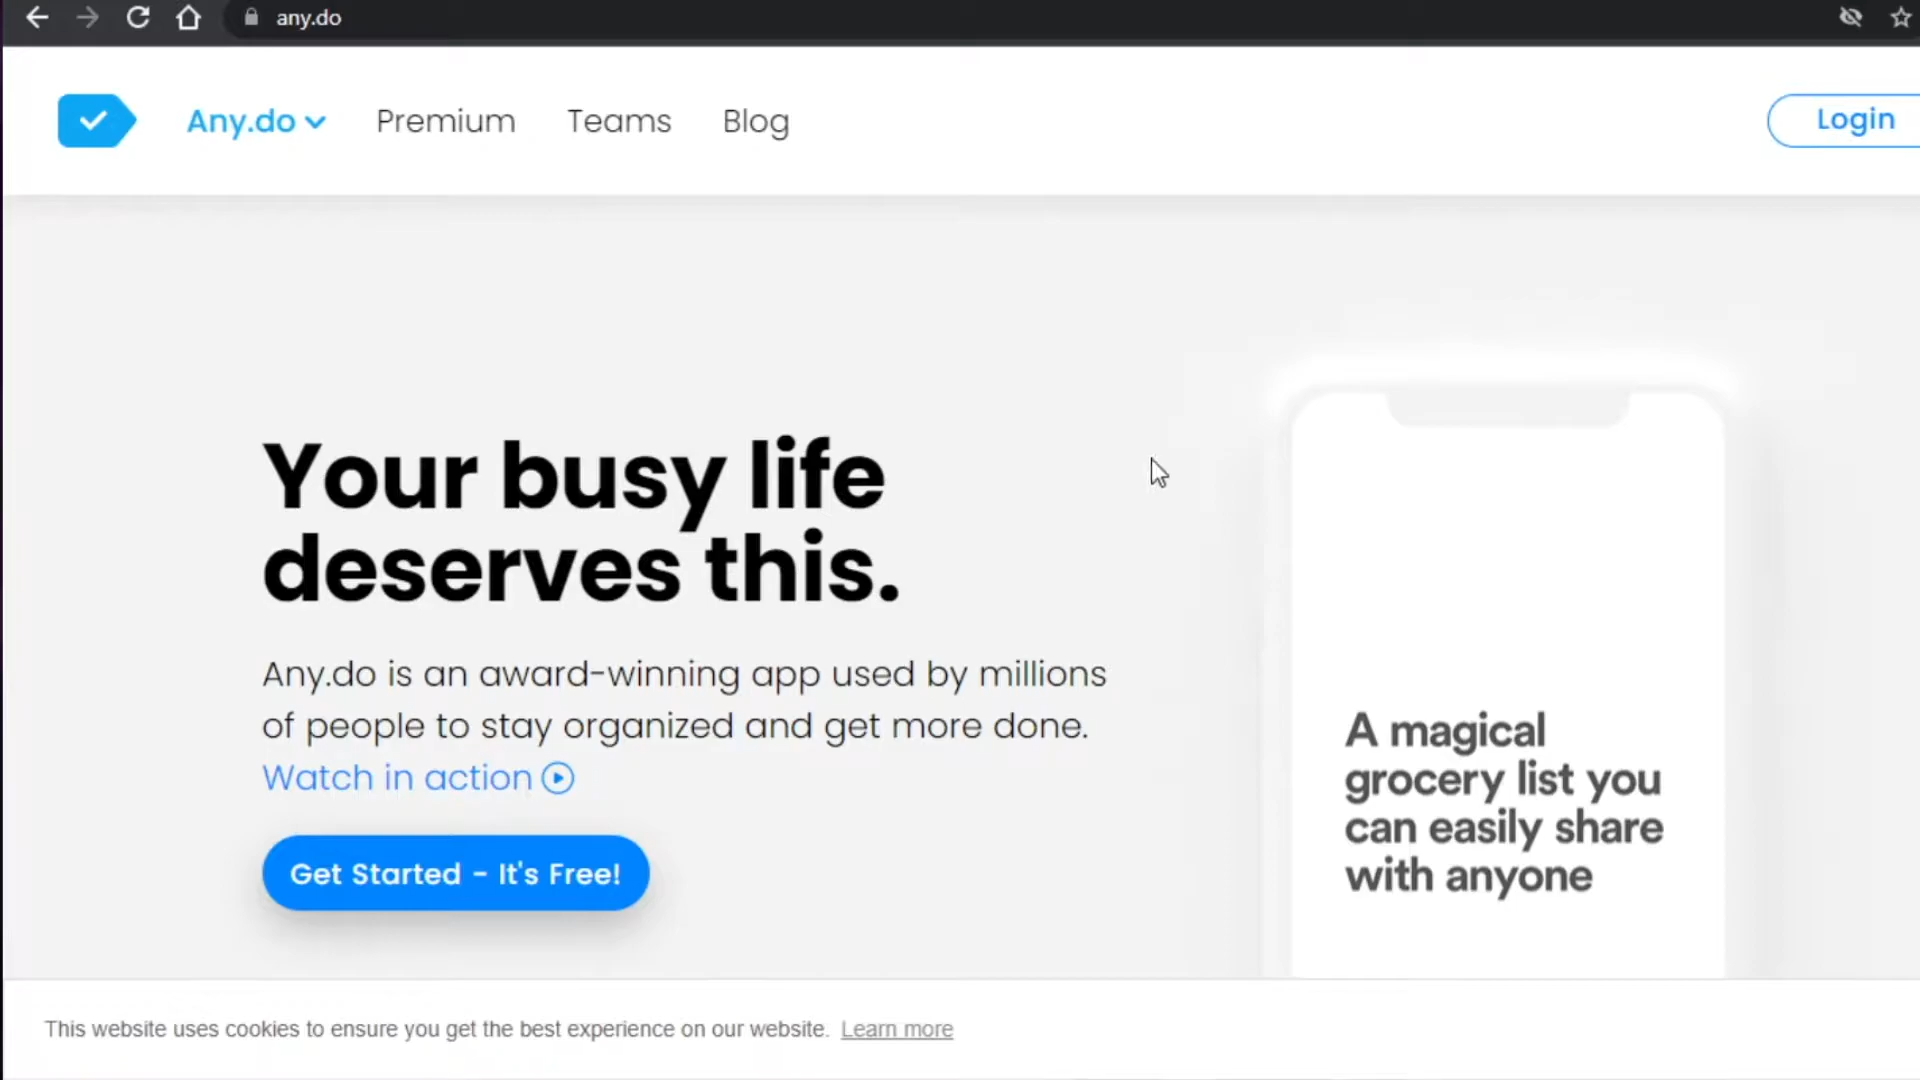 any.do
Any.do Premium Teams Blog Login
Your busy life
deserves this.
Any.do is an award-winning app used by millions
of people to stay organized and get more done.
Watch in action
Get Started - It's Free!
A magical
grocery list you
can easily share
with anyone
This website uses cookies to ensure you get the best experience on our website. Learn more